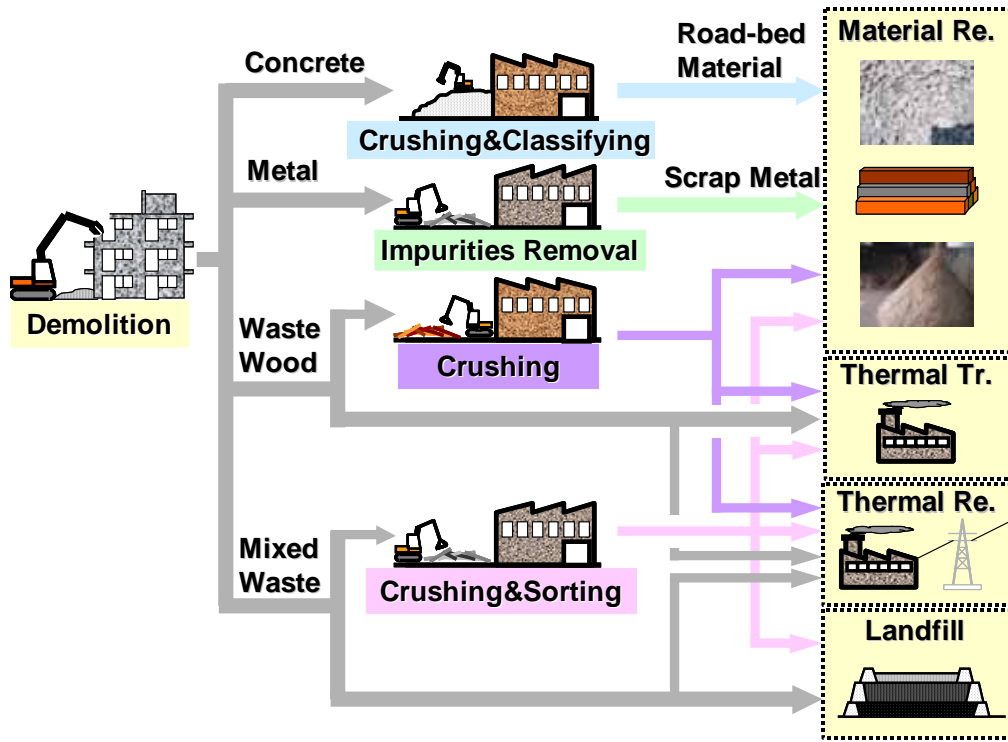 Concrete
Road-bed
Material
Material Re.
Crushing&Classifying
Metal
Scrap Metal
Impurities Removal
Demolition
Waste
Wood
Crushing
Thermal Tr.
Mixed
Waste
Crushing&Sorting
Thermal Re.
Landfill